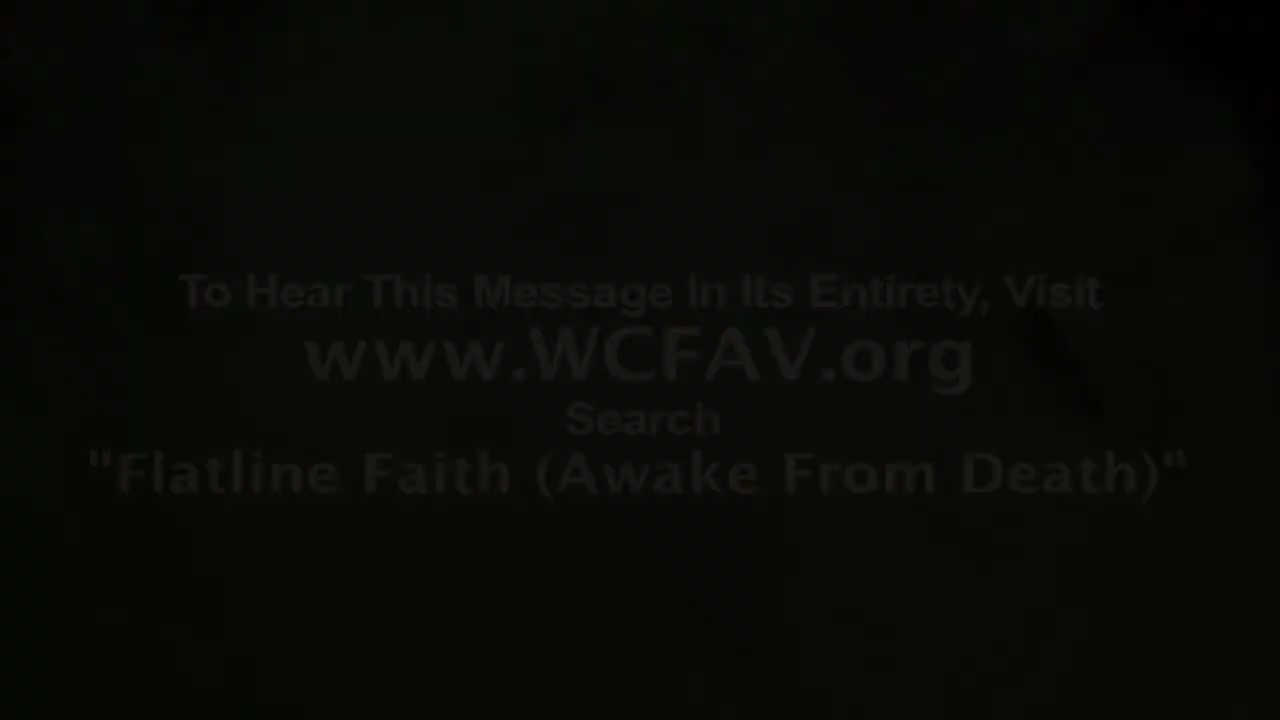 To Hear This Message In Its Entirety, Visit
www.WCFAV.org
Search
"Flatline Faith (Awake From Death)"